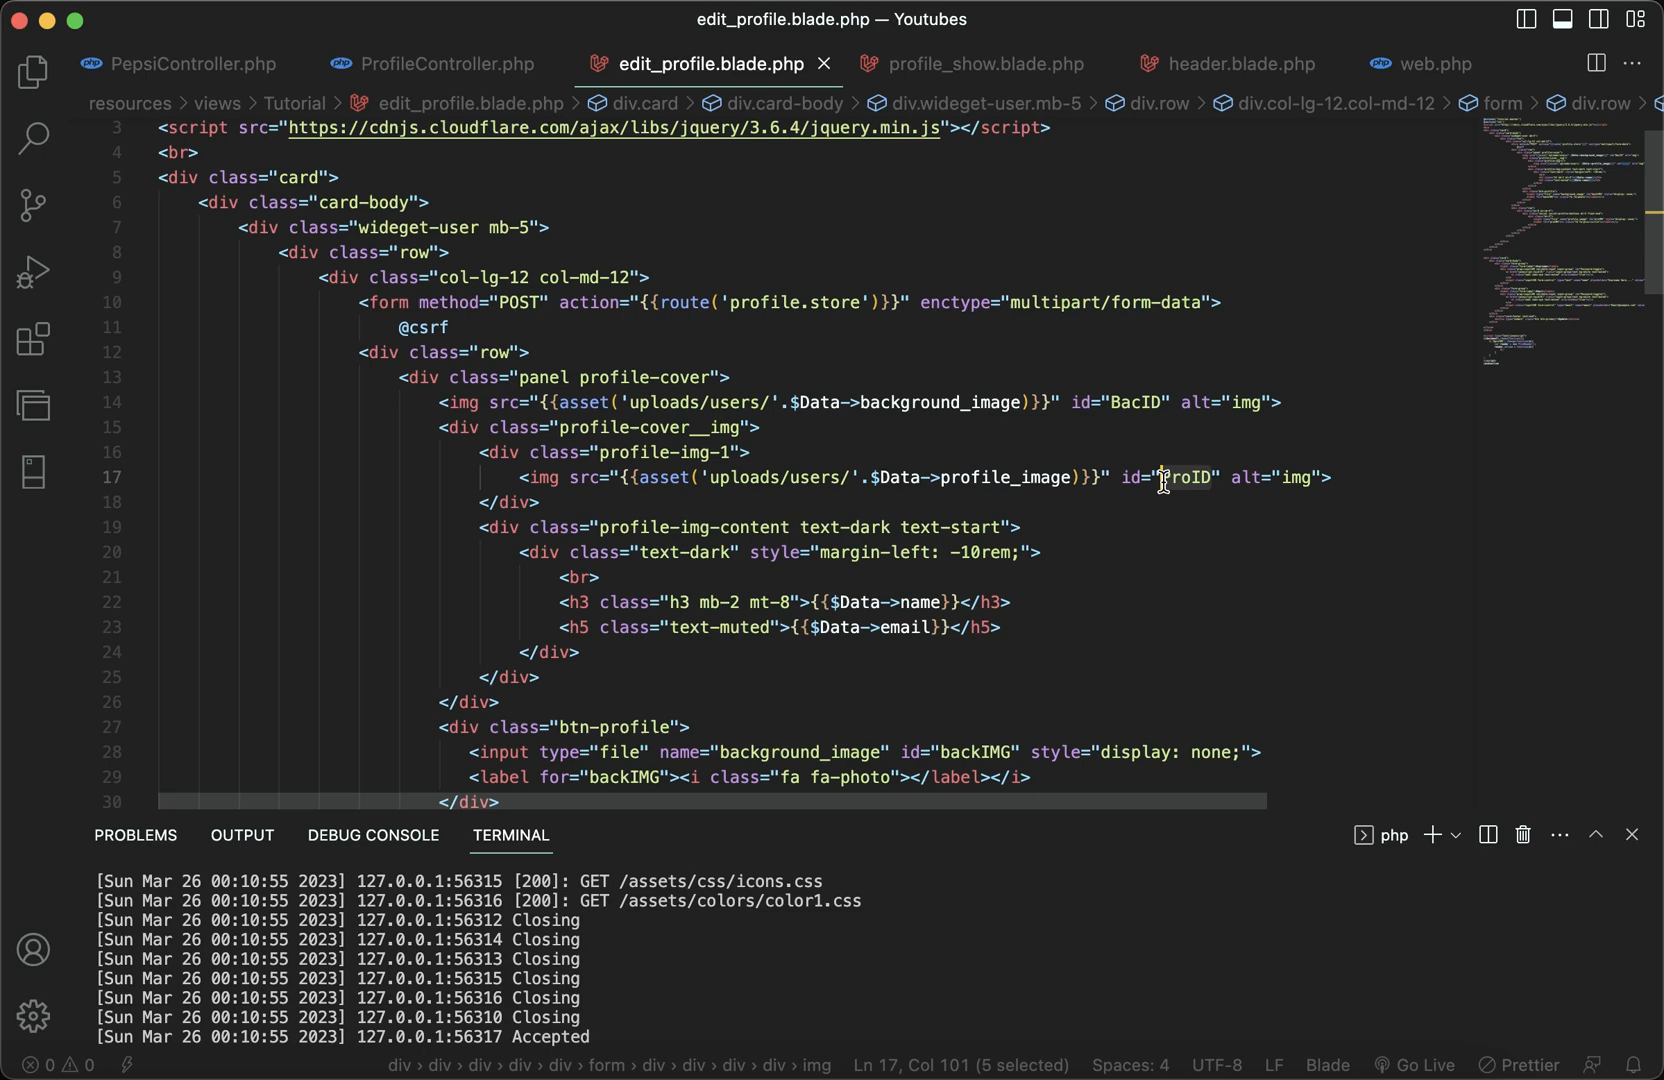 edit_profile.blade.php — Youtubes
PepsiController.php
ProfileController.php
edit_profile.blade.php
profile_show.blade.php
header.blade.php
web.php
resources > views > Tutorial > edit_profile.blade.php > div.card > div.card-body > div.wideget-user.mb-5 > div.row > div.col-lg-12.col-md-12 > form > div.row >
3 <script src="https://cdnjs.cloudflare.com/ajax/libs/jquery/3.6.4/jquery.min.js"></script>
4 <br>
5 <div class="card">
6 <div class="card-body">
7 <div class="wideget-user mb-5">
8 <div class="row">
9 <div class="col-lg-12 col-md-12">
10 <form method="POST" action="{{route('profile.store')}}" enctype="multipart/form-data">
11 @csrf
12 <div class="row">
13 <div class="panel profile-cover">
14 <img src="{{asset('uploads/users/'.$Data->background_image)}}" id="BacID" alt="img">
15 <div class="profile-cover__img">
16 <div class="profile-img-1">
17 <img src="{{asset('uploads/users/'.$Data->profile_image)}}" id="ProID" alt="img">
18 </div>
19 <div class="profile-img-content text-dark text-start">
20 <div class="text-dark" style="margin-left: -10rem;">
21 <br>
22 <h3 class="h3 mb-2 mt-8">{{$Data->name}}</h3>
23 <h5 class="text-muted">{{$Data->email}}</h5>
24 </div>
25 </div>
26 </div>
27 <div class="btn-profile">
28 <input type="file" name="background_image" id="backIMG" style="display: none;">
29 <label for="backIMG"><i class="fa fa-photo"></label></i>
30 </div>
PROBLEMS OUTPUT DEBUG CONSOLE TERMINAL php
[Sun Mar 26 00:10:55 2023] 127.0.0.1:56315 [200]: GET /assets/css/icons.css
[Sun Mar 26 00:10:55 2023] 127.0.0.1:56316 [200]: GET /assets/colors/color1.css
[Sun Mar 26 00:10:55 2023] 127.0.0.1:56312 Closing
[Sun Mar 26 00:10:55 2023] 127.0.0.1:56314 Closing
[Sun Mar 26 00:10:55 2023] 127.0.0.1:56313 Closing
[Sun Mar 26 00:10:55 2023] 127.0.0.1:56315 Closing
[Sun Mar 26 00:10:55 2023] 127.0.0.1:56316 Closing
[Sun Mar 26 00:10:55 2023] 127.0.0.1:56310 Closing
[Sun Mar 26 00:10:55 2023] 127.0.0.1:56317 Accepted
0 0 div > div > div > div > div > form > div > div > div > div > img Ln 17, Col 101 (5 selected) Spaces: 4 UTF-8 LF Blade Go Live Prettier